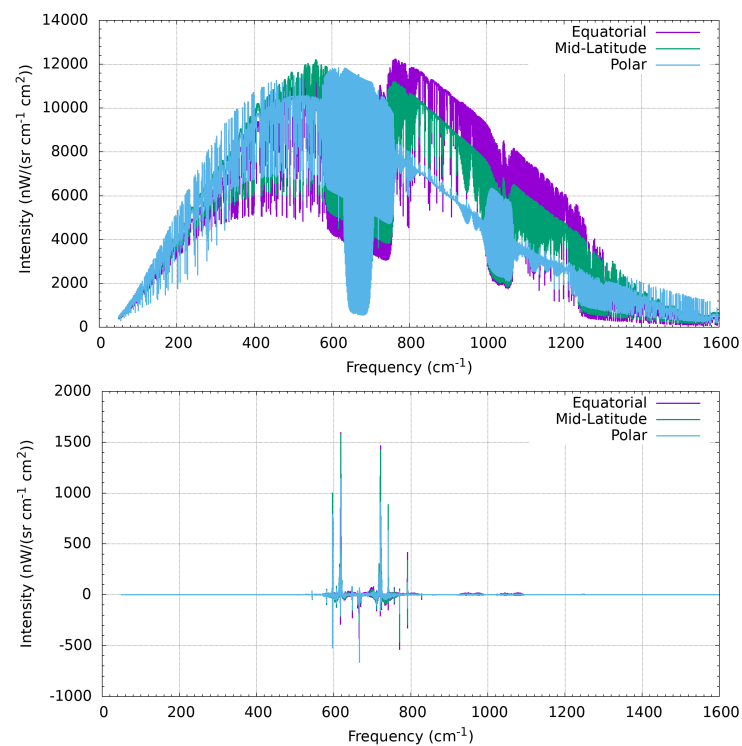 14000
12000
10000
8000
6000
4000
2000
0
Intensity (nW/(sr cm-1 cm2))
Equatorial
Mid-Latitude
Polar
0 200 400 600 800 1000 1200 1400 1600
Frequency (cm-1)
2000
1500
1000
500
0
-500
-1000
Intensity (nW/(sr cm-1 cm2))
Equatorial
Mid-Latitude
Polar
0 200 400 600 800 1000 1200 1400 1600
Frequency (cm-1)